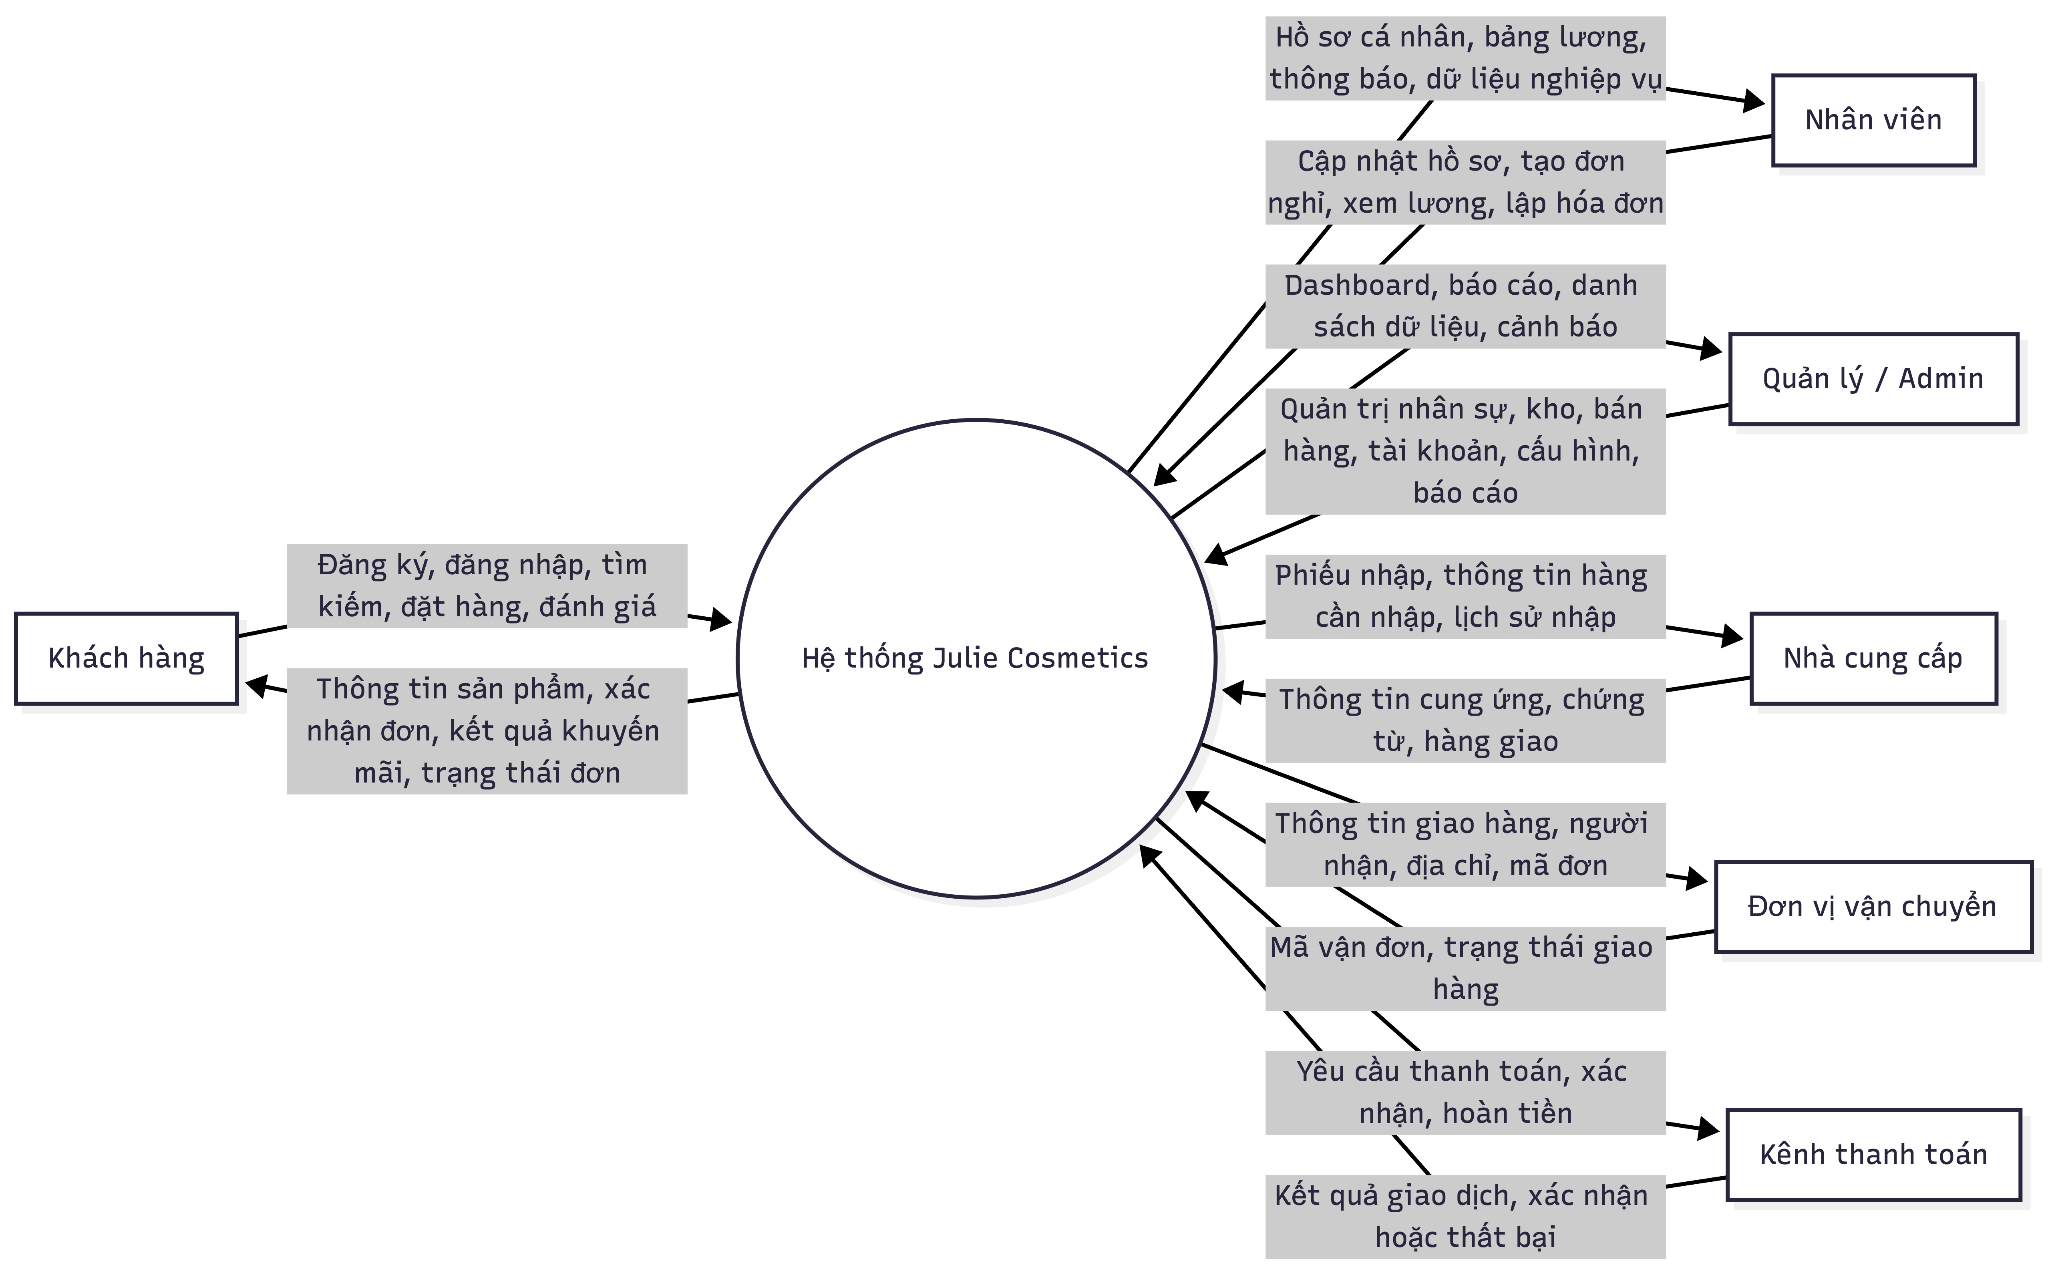 Hồ sơ cá nhân, bảng lương,
thông báo, dữ liệu nghiệp vụ
Nhân viên
Cập nhật hồ sơ, tạo đơn
nghỉ, xem lương, lập hóa đơn
Dashboard, báo cáo, danh
sách dữ liệu, cảnh báo
Quản lý / Admin
Quản trị nhân sự, kho, bán
hàng, tài khoản, cấu hình,
báo cáo
Đăng ký, đăng nhập, tìm
kiếm, đặt hàng, đánh giá
Khách hàng
Thông tin sản phẩm, xác
nhận đơn, kết quả khuyến
mãi, trạng thái đơn
Hệ thống Julie Cosmetics
Phiếu nhập, thông tin hàng
cần nhập, lịch sử nhập
Nhà cung cấp
Thông tin cung ứng, chứng
từ, hàng giao
Thông tin giao hàng, người
nhận, địa chỉ, mã đơn
Đơn vị vận chuyển
Mã vận đơn, trạng thái giao
hàng
Yêu cầu thanh toán, xác
nhận, hoàn tiền
Kênh thanh toán
Kết quả giao dịch, xác nhận
hoặc thất bại